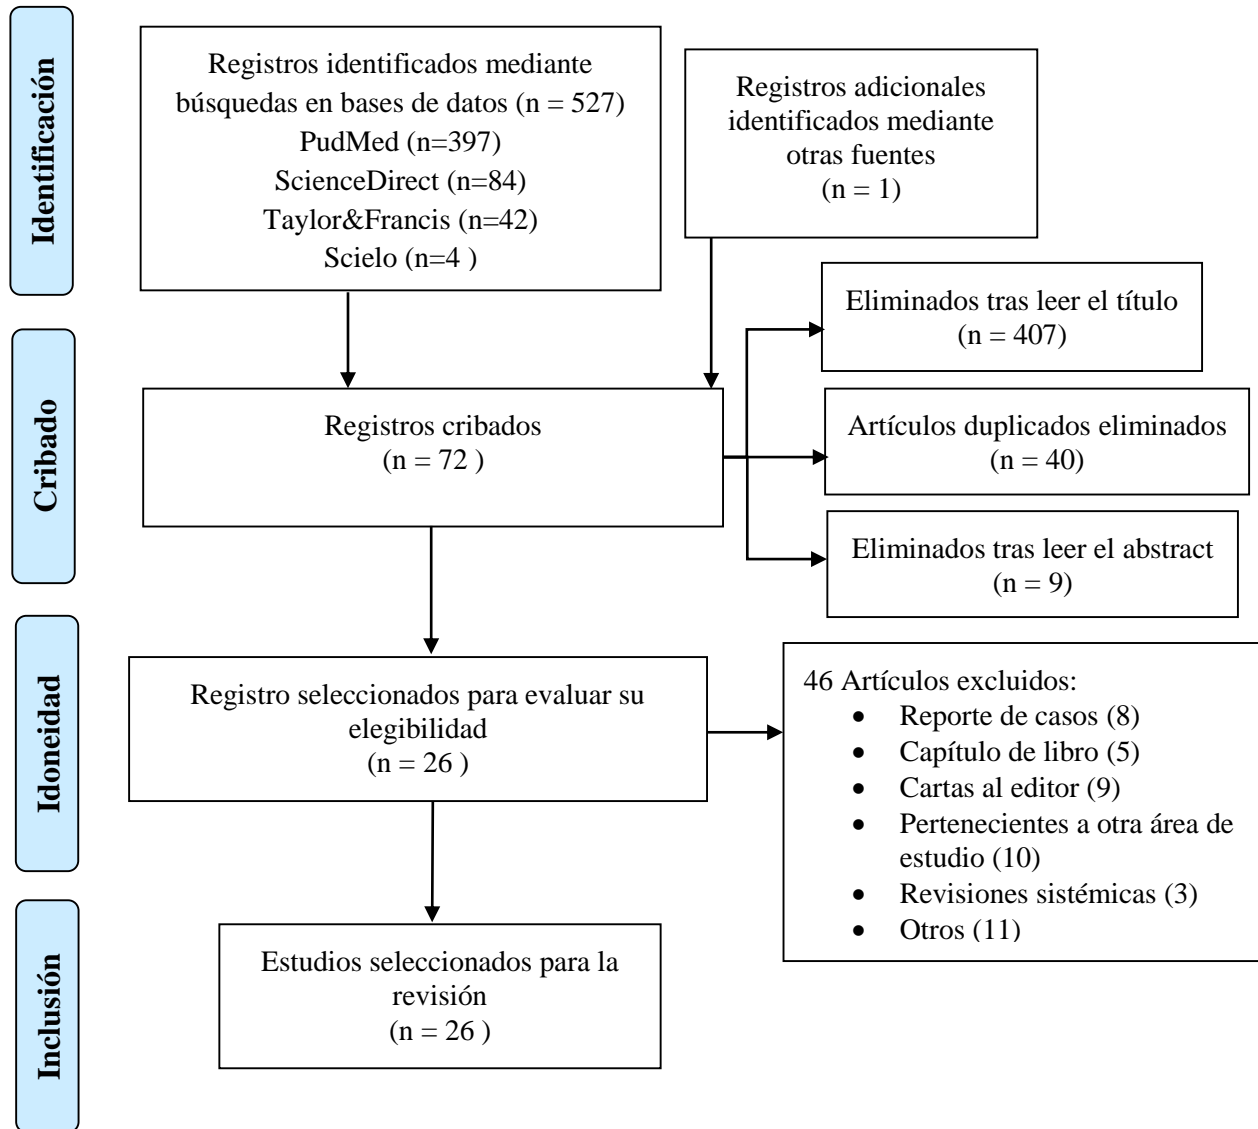 Identificación
Registros identificados mediante
búsquedas en bases de datos (n = 527)
PudMed (n=397)
ScienceDirect (n=84)
Taylor&Francis (n=42)
Scielo (n=4 )
Registros adicionales
identificados mediante
otras fuentes
(n = 1)
Eliminados tras leer el título
(n = 407)
Cribado
Registros cribados
(n = 72 )
Artículos duplicados eliminados
(n = 40)
Eliminados tras leer el abstract
(n = 9)
Idoneidad
Registro seleccionados para evaluar su
elegibilidad
(n = 26 )
46 Artículos excluidos:
• Reporte de casos (8)
• Capítulo de libro (5)
• Cartas al editor (9)
• Pertenecientes a otra área de
estudio (10)
• Revisiones sistémicas (3)
• Otros (11)
Inclusión
Estudios seleccionados para la
revisión
(n = 26 )